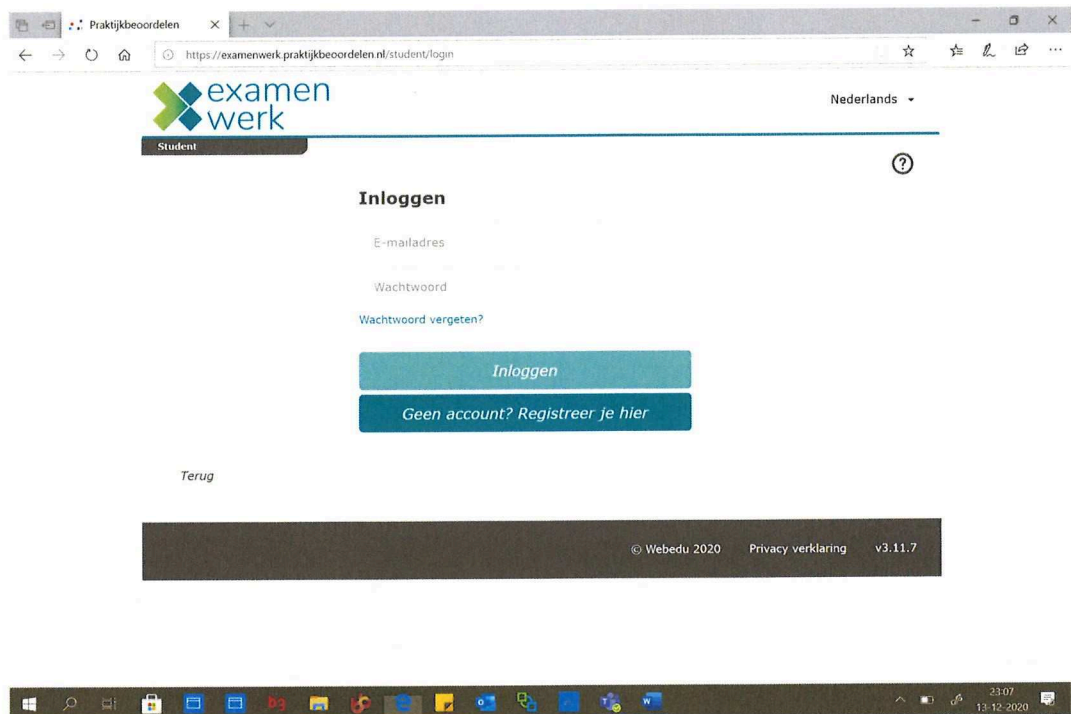 Praktijkbeoordelen
https://examenwerk.praktijkbeoordelen.nl/student/login
examen
werk
Nederlands
Student
?
Inloggen
E-mailadres
Wachtwoord
Wachtwoord vergeten?
Inloggen
Geen account? Registreer je hier
Terug
© Webedu 2020 Privacy verklaring v3.11.7
23:07
13-12-2020